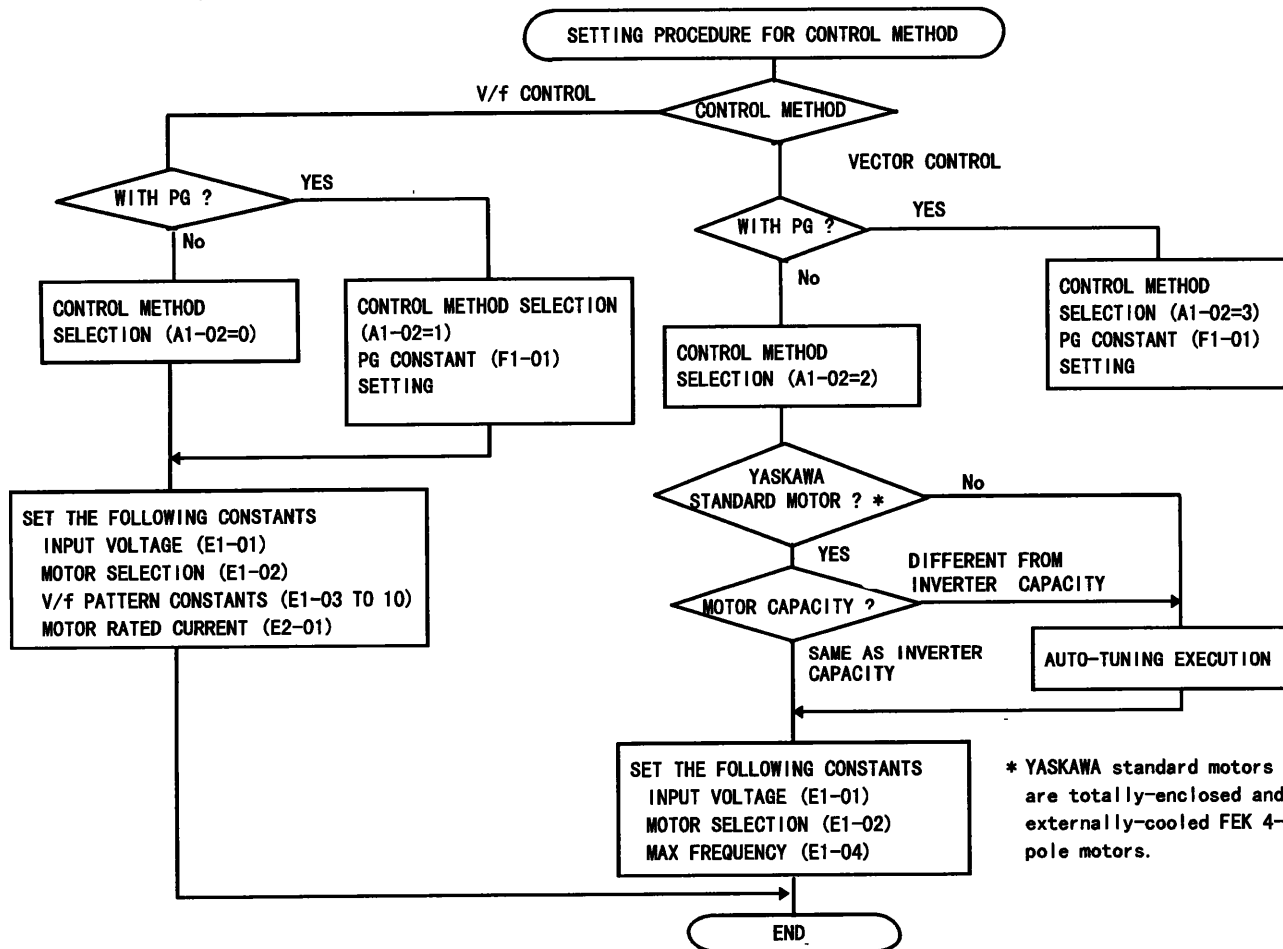 SETTING PROCEDURE FOR CONTROL METHOD
V/f CONTROL
CONTROL METHOD
VECTOR CONTROL
WITH PG ?
YES
No
CONTROL METHOD
SELECTION (A1-02=0)
CONTROL METHOD SELECTION
(A1-02=1)
PG CONSTANT (F1-01)
SETTING
SET THE FOLLOWING CONSTANTS
INPUT VOLTAGE (E1-01)
MOTOR SELECTION (E1-02)
V/f PATTERN CONSTANTS (E1-03 TO 10)
MOTOR RATED CURRENT (E2-01)
WITH PG ?
YES
No
CONTROL METHOD
SELECTION (A1-02=3)
PG CONSTANT (F1-01)
SETTING
CONTROL METHOD
SELECTION (A1-02=2)
YASKAWA
STANDARD MOTOR ? *
No
YES
DIFFERENT FROM
INVERTER CAPACITY
MOTOR CAPACITY ?
SAME AS INVERTER
CAPACITY
AUTO-TUNING EXECUTION
SET THE FOLLOWING CONSTANTS
INPUT VOLTAGE (E1-01)
MOTOR SELECTION (E1-02)
MAX FREQUENCY (E1-04)
* YASKAWA standard motors
are totally-enclosed and
externally-cooled FEK 4-
pole motors.
END